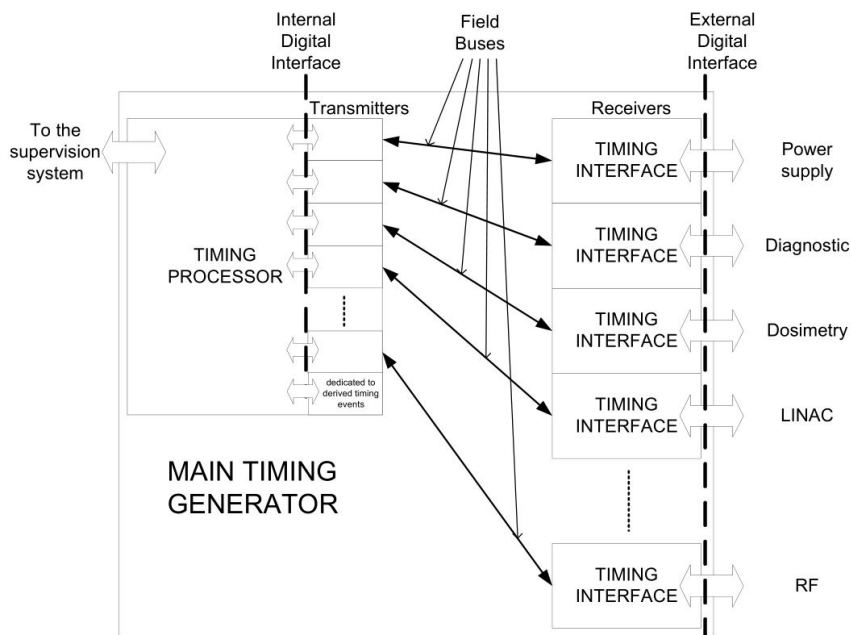 Internal
Digital
Interface
Field
Buses
External
Digital
Interface
Transmitters
Receivers
To the
supervision
system
TIMING
PROCESSOR
dedicated to
derived timing
events
MAIN TIMING
GENERATOR
TIMING
INTERFACE
Power
supply
TIMING
INTERFACE
Diagnostic
TIMING
INTERFACE
Dosimetry
TIMING
INTERFACE
LINAC
TIMING
INTERFACE
RF